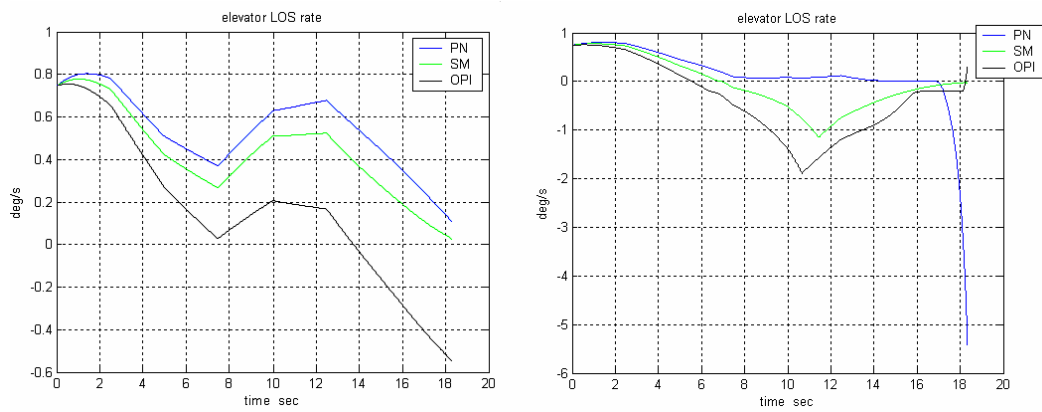 elevator LOS rate
PN
SM
OPI
1
0.8
0.6
0.4
0.2
0
-0.2
-0.4
-0.6
deg/s
0 2 4 6 8 10 12 14 16 18 20
time sec
elevator LOS rate
PN
SM
OPI
1
0
-1
-2
-3
-4
-5
-6
deg/s
0 2 4 6 8 10 12 14 16 18 20
time sec